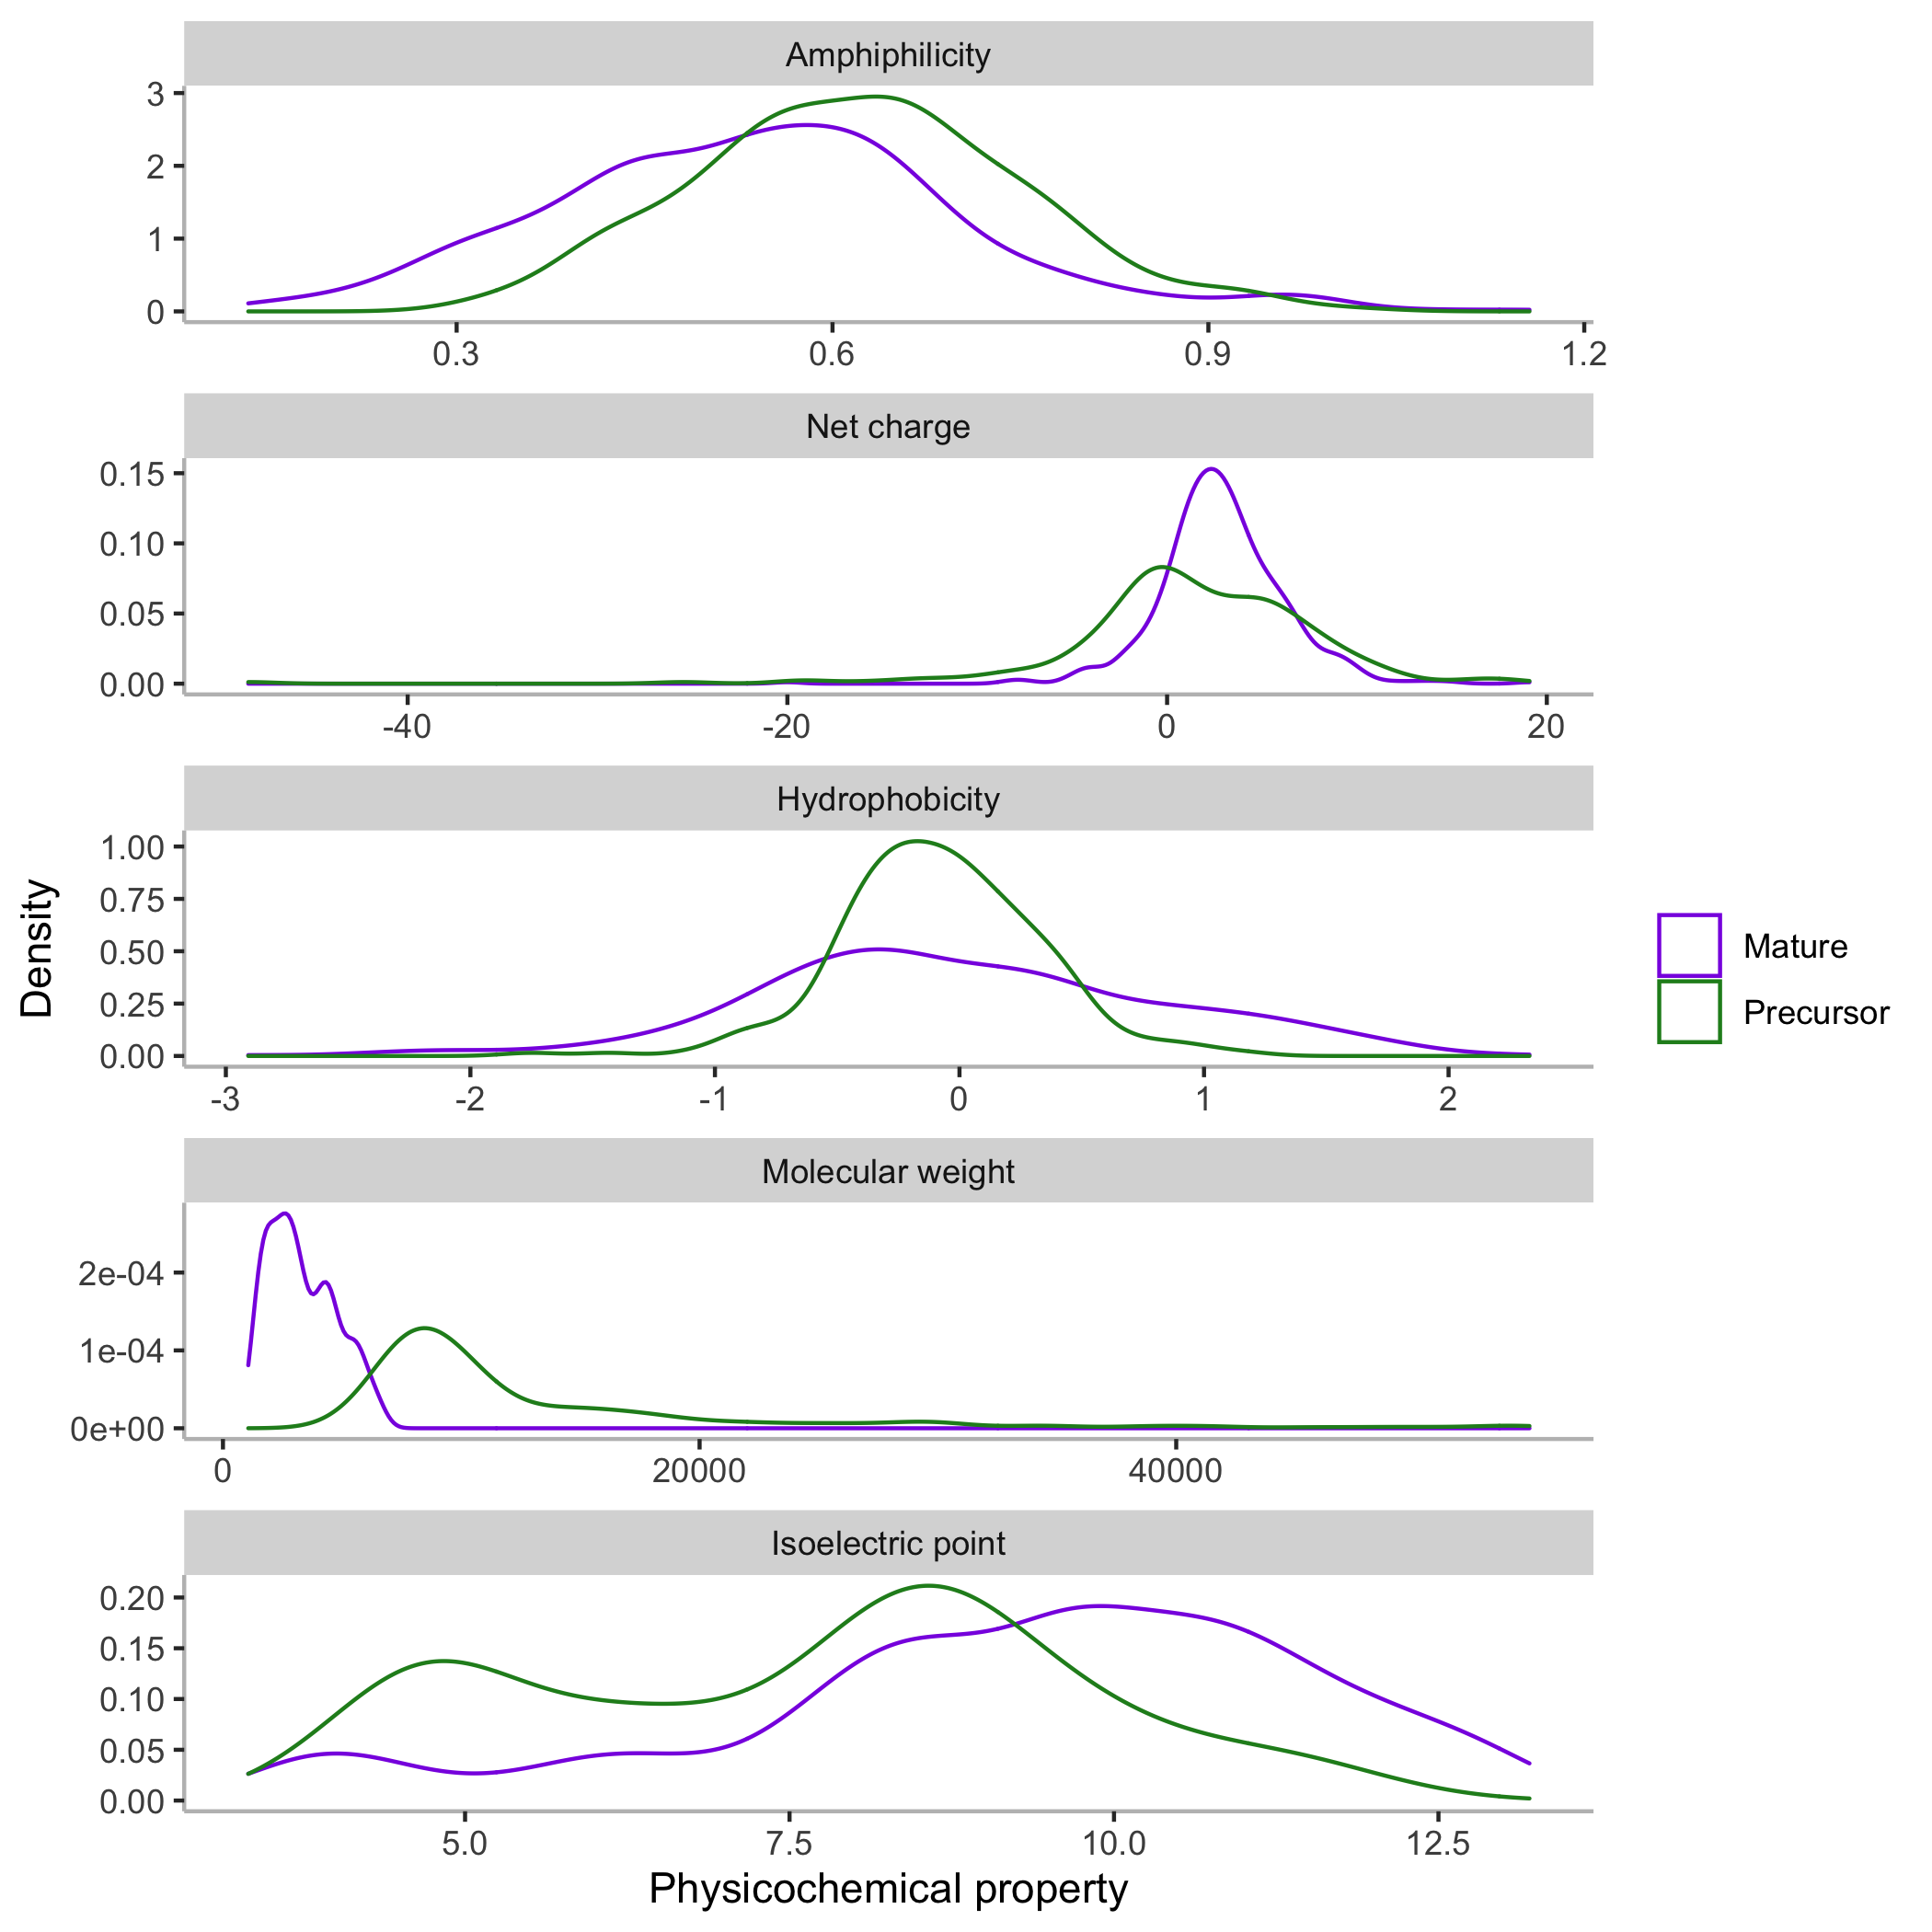 Amphiphilicity
3
2
1
0
0.3 0.6 0.9 1.2
Net charge
0.15
0.10
0.05
0.00
-40 -20 0 20
Hydrophobicity
1.00
0.75
0.50
0.25
0.00
-3 -2 -1 0 1 2
Density
Mature
Precursor
Molecular weight
2e-04
1e-04
0e+00
0 20000 40000
Isoelectric point
0.20
0.15
0.10
0.05
0.00
5.0 7.5 10.0 12.5
Physicochemical property